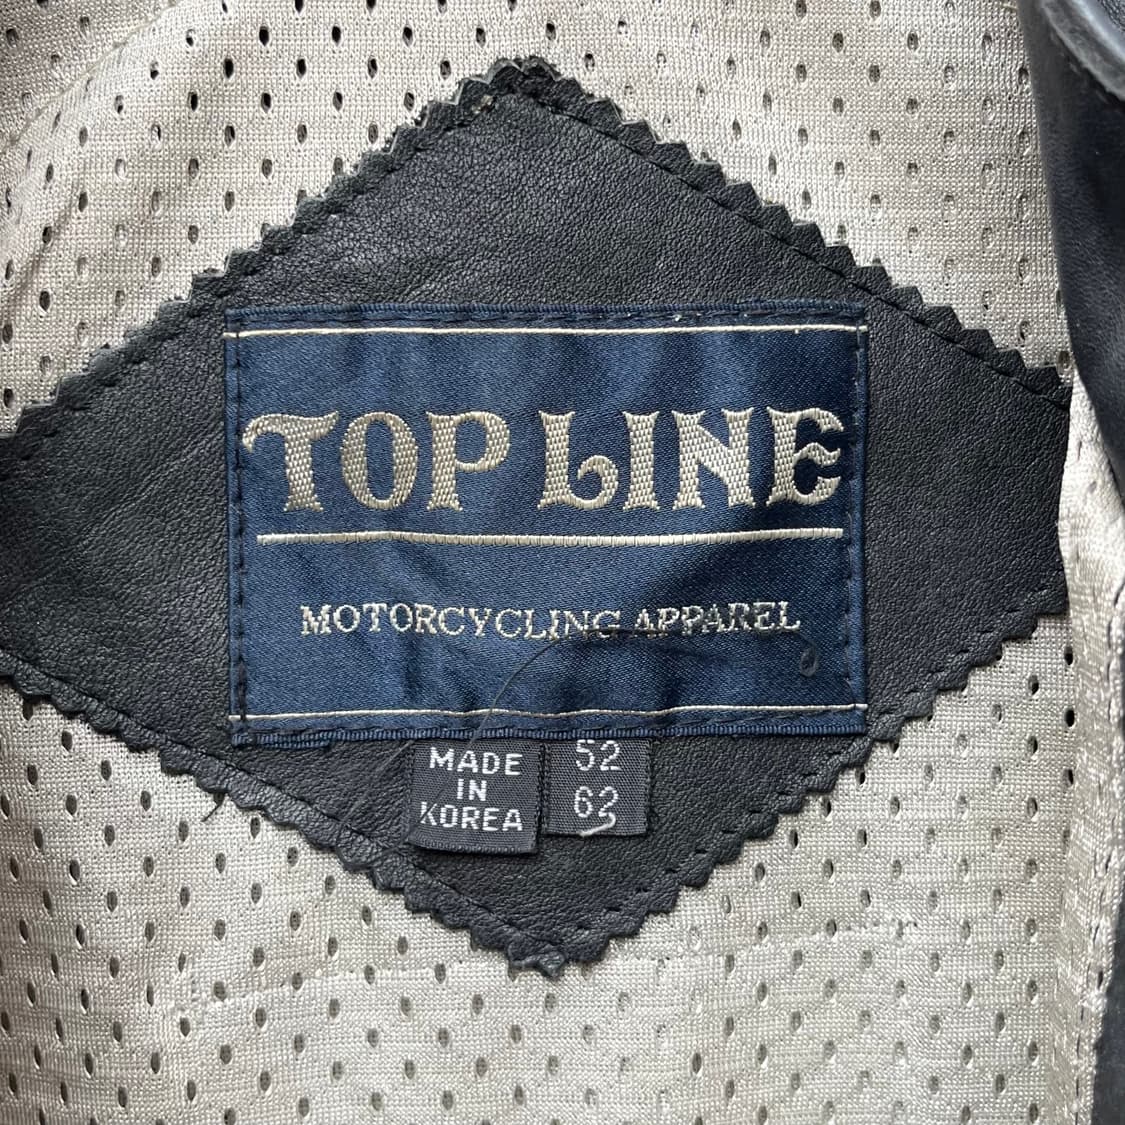 TOP LINE
MOTORCYCLING APPAREL
MADE
IN
KOREA
52
62